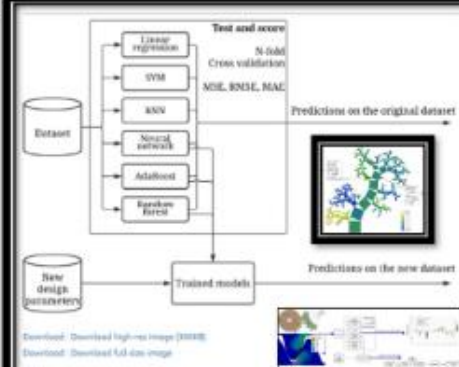 Test and score
N-fold
Cross validation
MSE, RMSE, MAE
Linear
regression
SVM
KNN
Neural
network
AdaBoost
Random
Forest
Dataset
Predictions on the original dataset
New
design
parameters
Trained models
Predictions on the new dataset
Download: Download high-res image
Download: Download full-size image